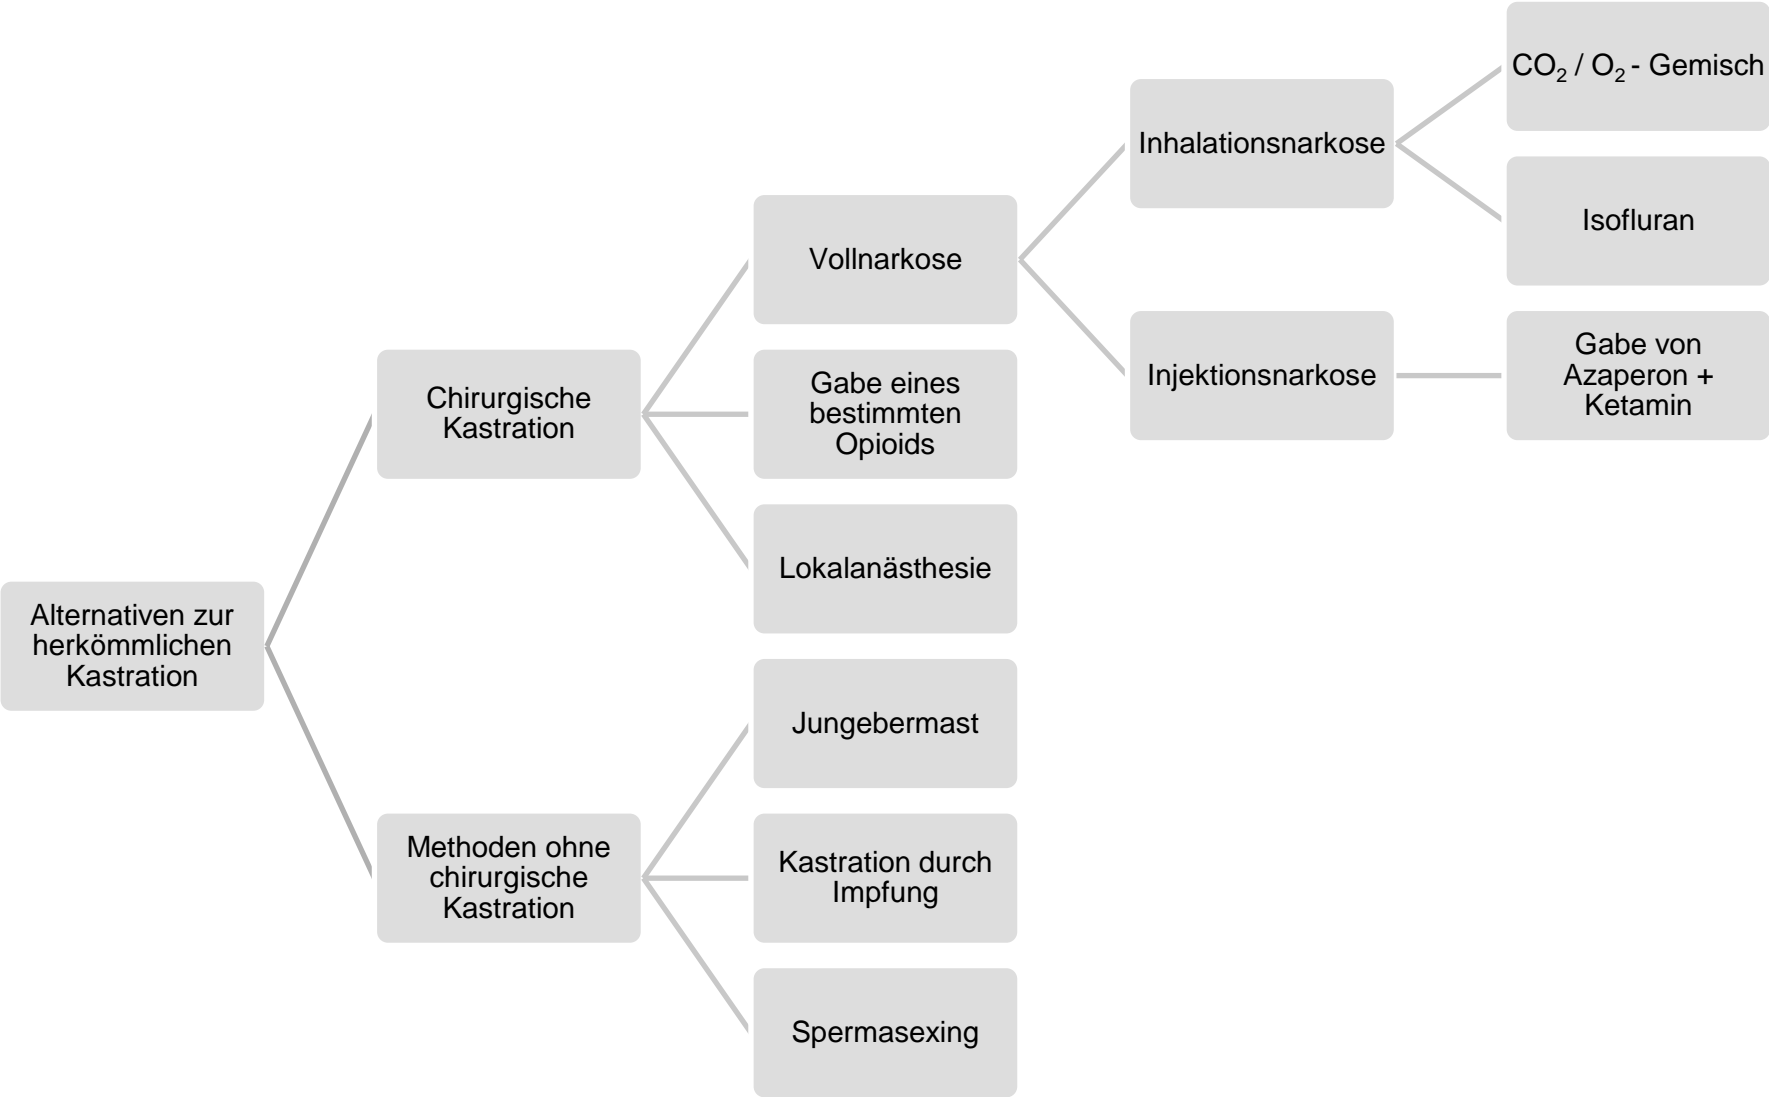 Alternativen zur
herkömmlichen
Kastration
Chirurgische
Kastration
Vollnarkose
Inhalationsnarkose
CO₂ / O₂ - Gemisch
Isofluran
Injektionsnarkose
Gabe von
Azaperon +
Ketamin
Gabe eines
bestimmten
Opioids
Lokalanästhesie
Methoden ohne
chirurgische
Kastration
Jungebermast
Kastration durch
Impfung
Spermasexing